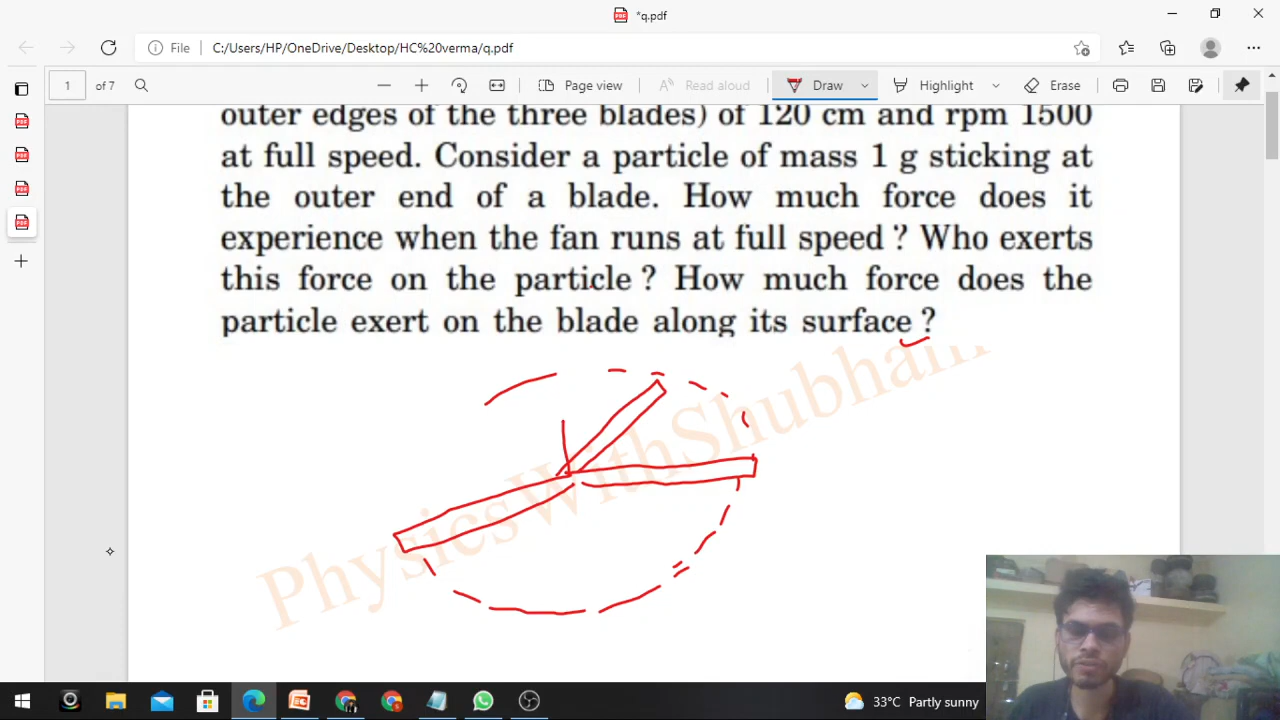 *q.pdf
File C:/Users/HP/OneDrive/Desktop/HC%20verma/q.pdf
1 of 7 Page view Read aloud Draw Highlight Erase
outer edges of the three blades) of 120 cm and rpm 1500
at full speed. Consider a particle of mass 1 g sticking at
the outer end of a blade. How much force does it
experience when the fan runs at full speed ? Who exerts
this force on the particle ? How much force does the
particle exert on the blade along its surface ?
PhysicsWithShubham
33°C Partly sunny